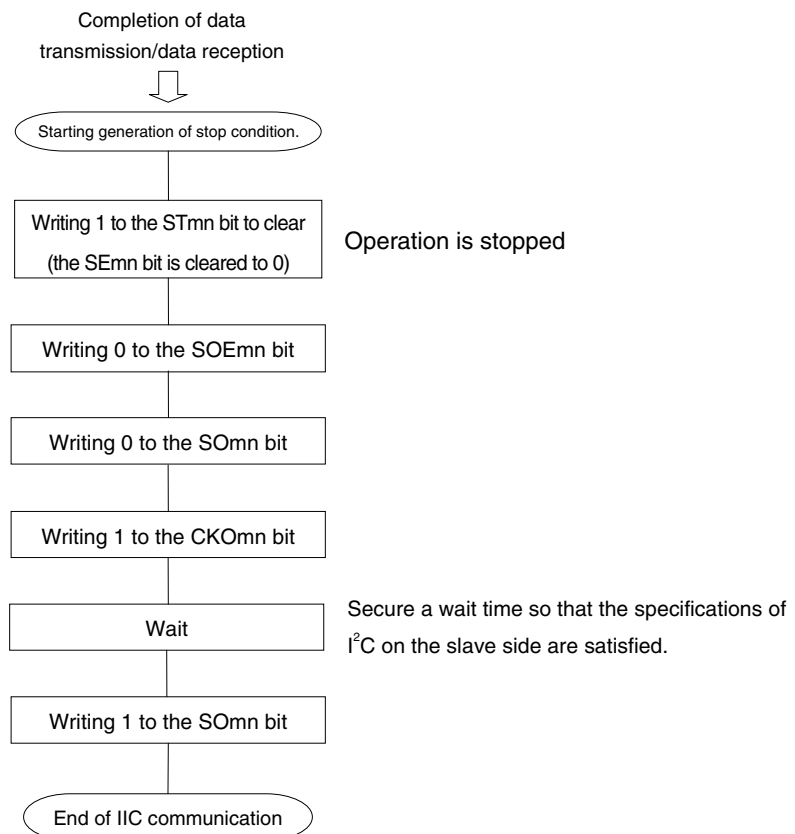 Completion of data
transmission/data reception
Starting generation of stop condition.
Writing 1 to the STmn bit to clear
(the SEmn bit is cleared to 0)
Operation is stopped
Writing 0 to the SOEmn bit
Writing 0 to the SOmn bit
Writing 1 to the CKOmn bit
Wait
Secure a wait time so that the specifications of
I²C on the slave side are satisfied.
Writing 1 to the SOmn bit
End of IIC communication